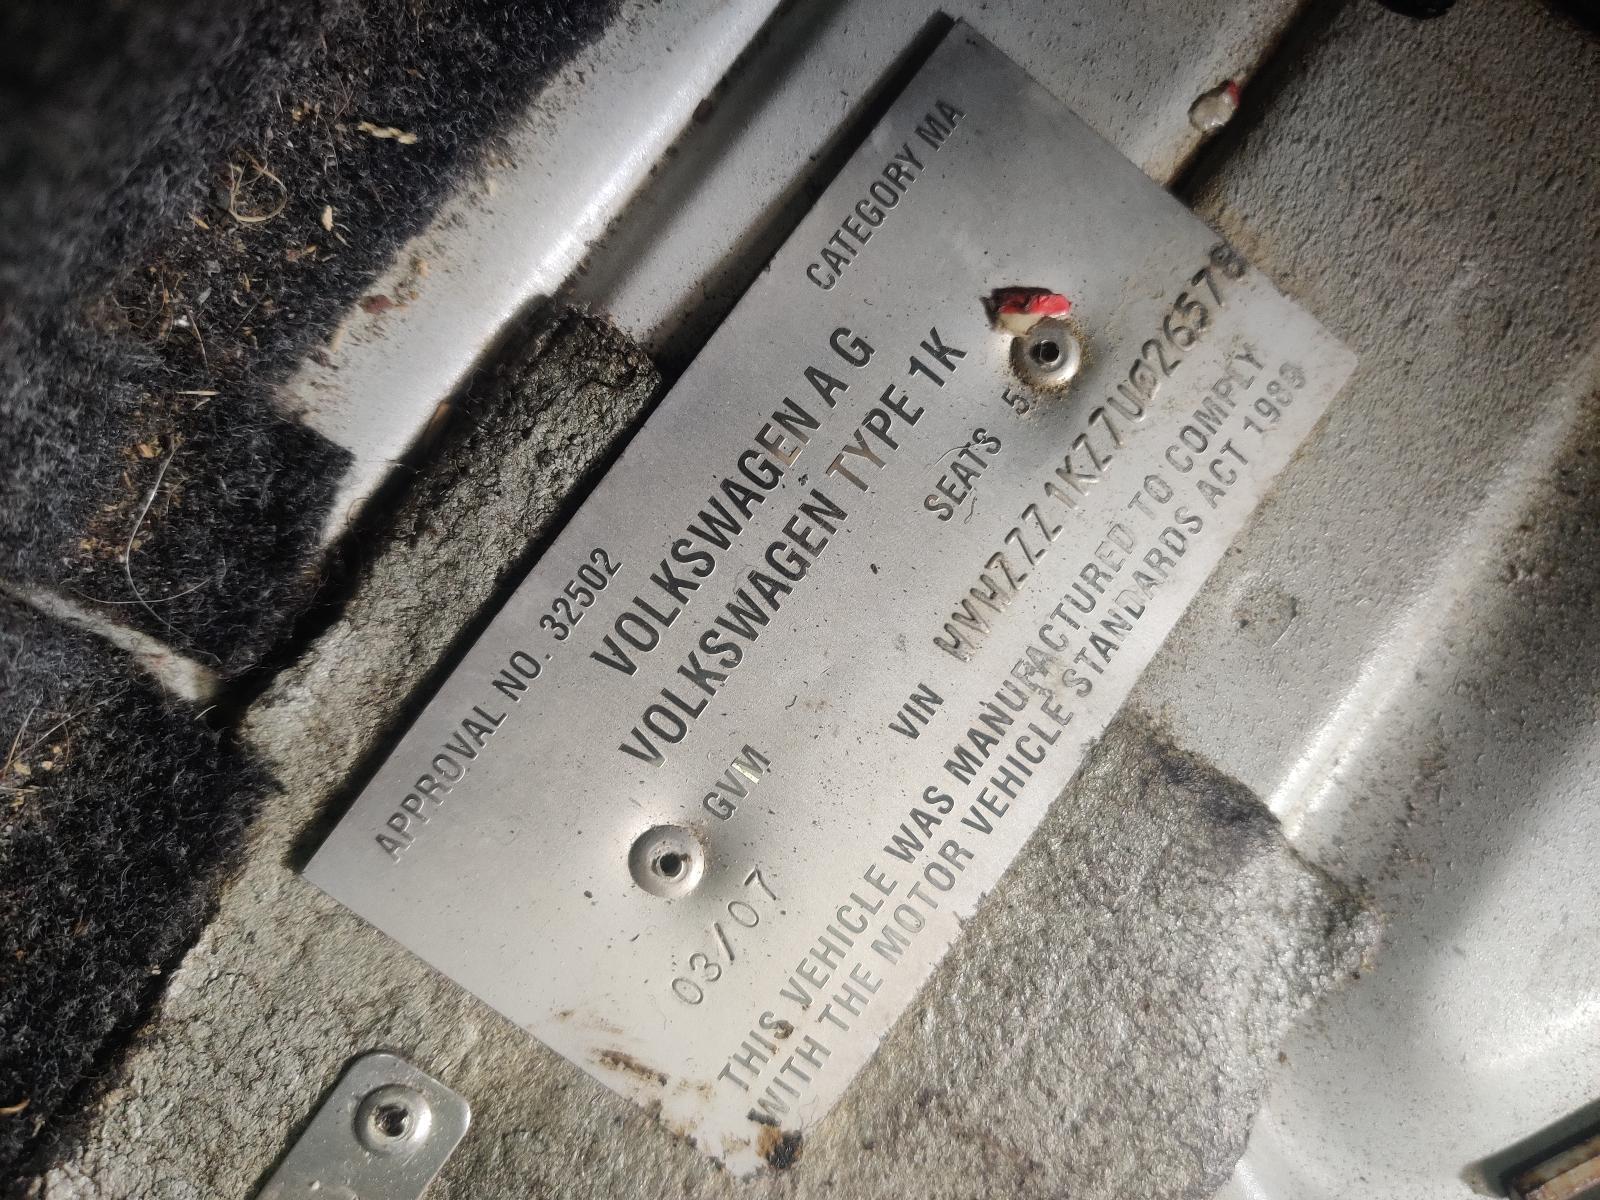 APPROVAL NO. 32502 CATEGORY MA
VOLKSWAGEN A G
VOLKSWAGEN TYPE 1K
GVM SEATS 5
03/07 VIN WVWZZZ1KZ7U026578
THIS VEHICLE WAS MANUFACTURED TO COMPLY
WITH THE MOTOR VEHICLE STANDARDS ACT 1989